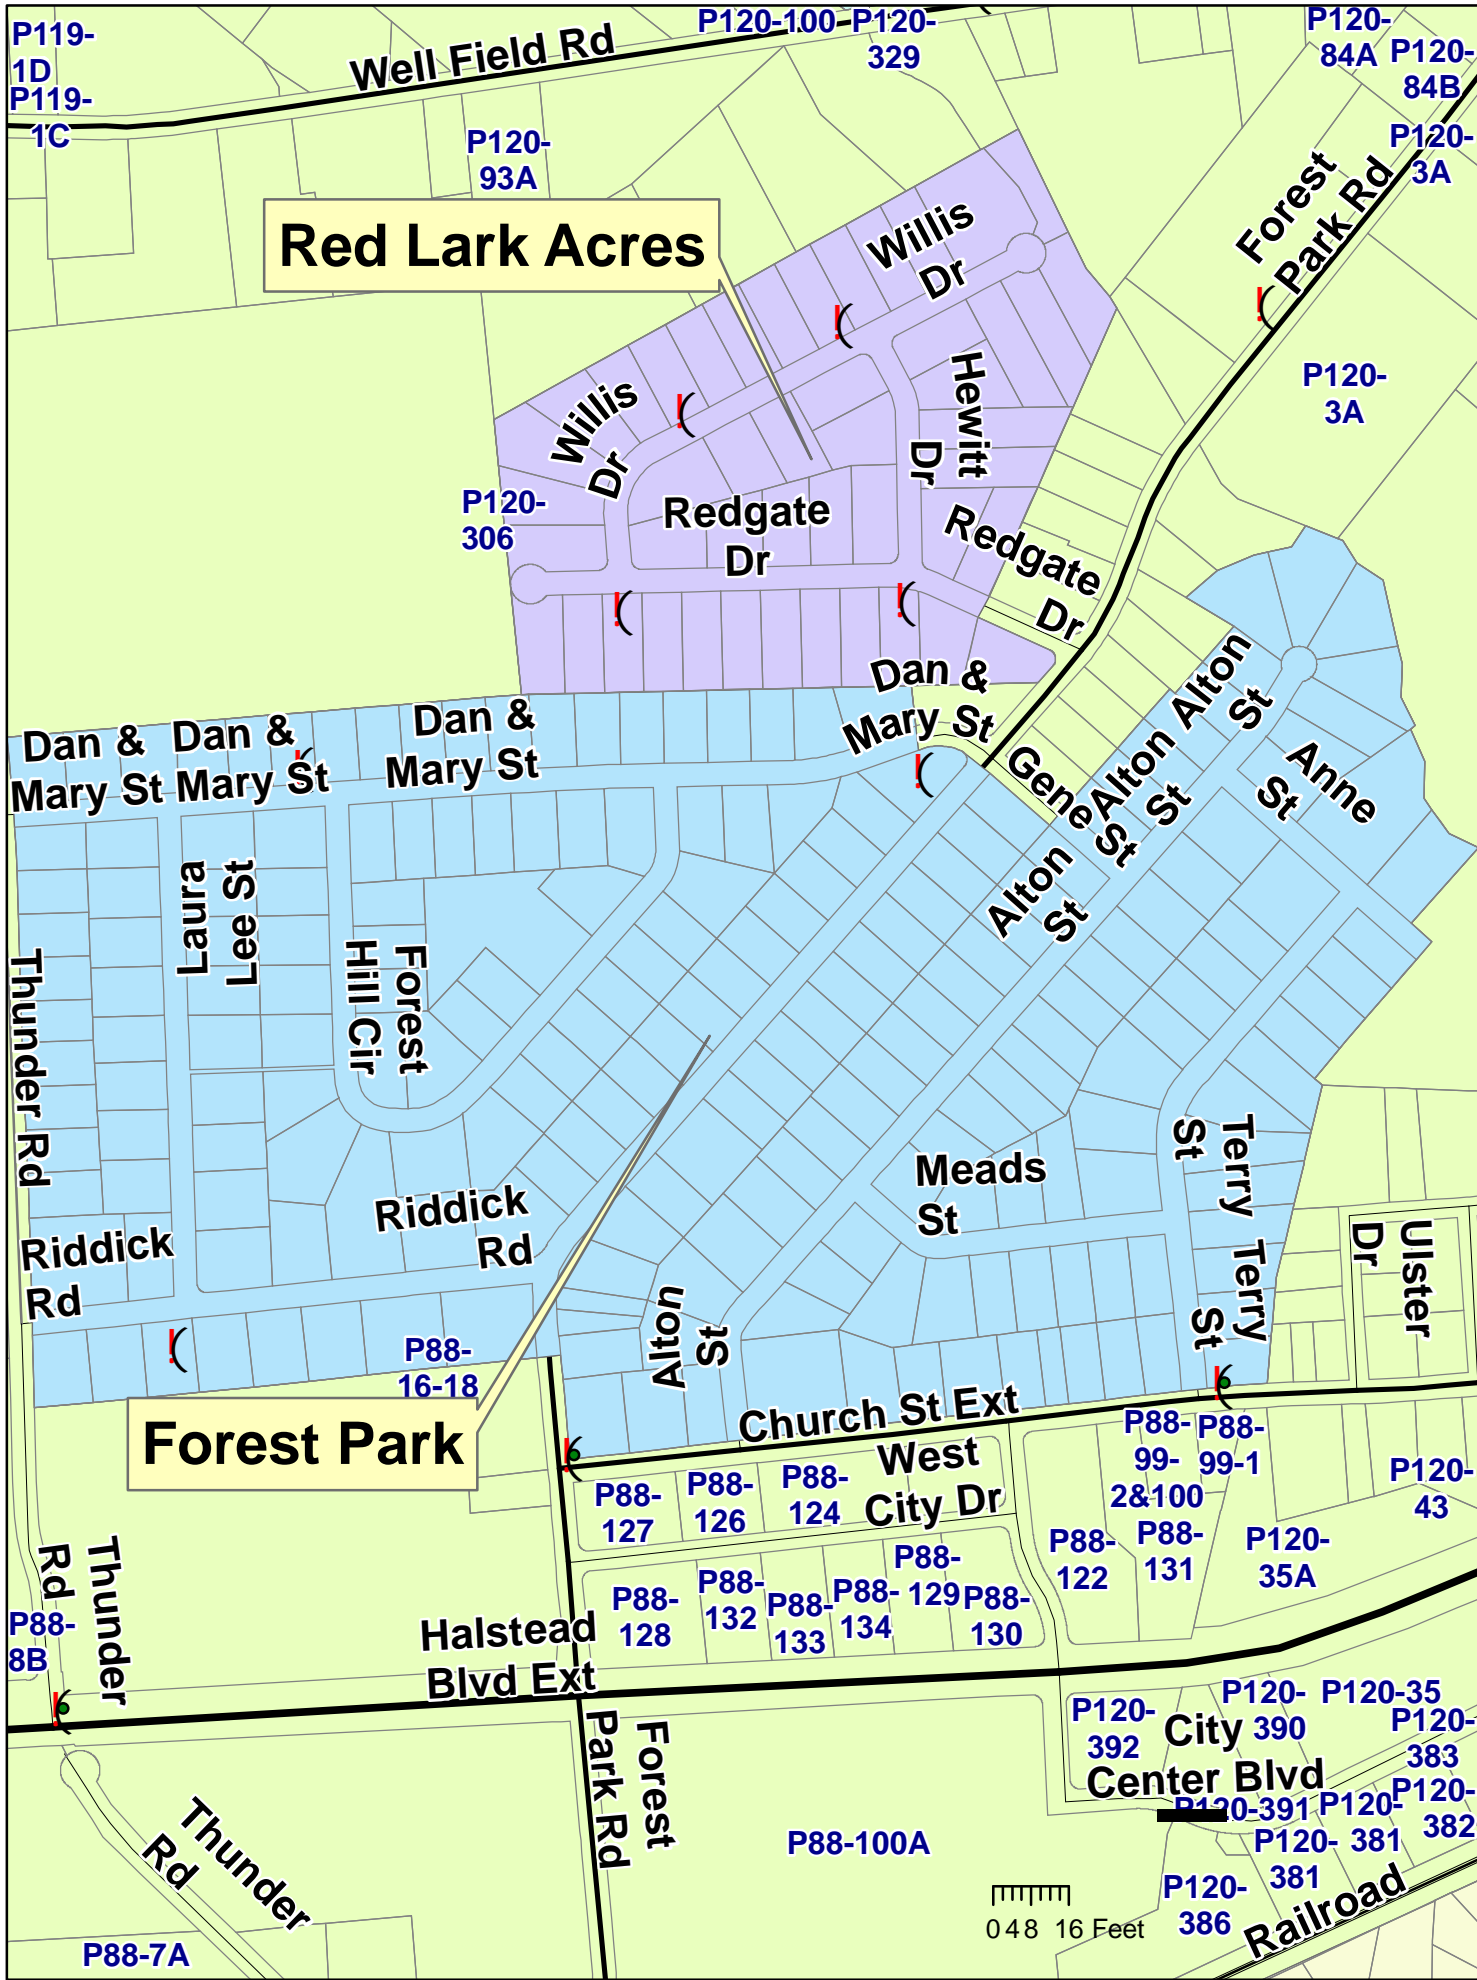 P119-
1D
P119-
1C
Well Field Rd
P120-100
P120-
329
P120-
84A
P120-
84B
P120-
3A
P120-
93A
Forest
Park Rd
Red Lark Acres
Willis
Dr
P120-
3A
Willis
Dr
Hewitt
Dr
P120-
306
Redgate
Dr
Redgate
Dr
Dan &
Mary St
Dan &
Mary St
Dan &
Mary St
Dan &
Mary St
Gene
St
Alton
St
Alton
St
Alton
St
Anne
St
Laura
Lee St
Forest
Hill Cir
Thunder Rd
Meads
St
Terry
St
Terry
St
Riddick
Rd
Riddick
Rd
Ulster
Dr
Alton
St
P88-
16-18
Forest Park
Church St Ext
West
City Dr
P88-
127
P88-
126
P88-
124
P88-
99-
2&100
P88-
99-1
P120-
43
P88-
122
P88-
131
P120-
35A
Thunder
Rd
P88-
8B
P88-
128
P88-
132
P88-
133
P88-
134
P88-
129
P88-
130
Halstead
Blvd Ext
Forest
Park Rd
P120-
392
City
Center Blvd
P120-
390
P120-35
P120-
383
P120-391
P120-
381
P120-
382
P120-
381
P120-
386
Railroad
P88-100A
Thunder
Rd
P88-7A
0 4 8 16 Feet